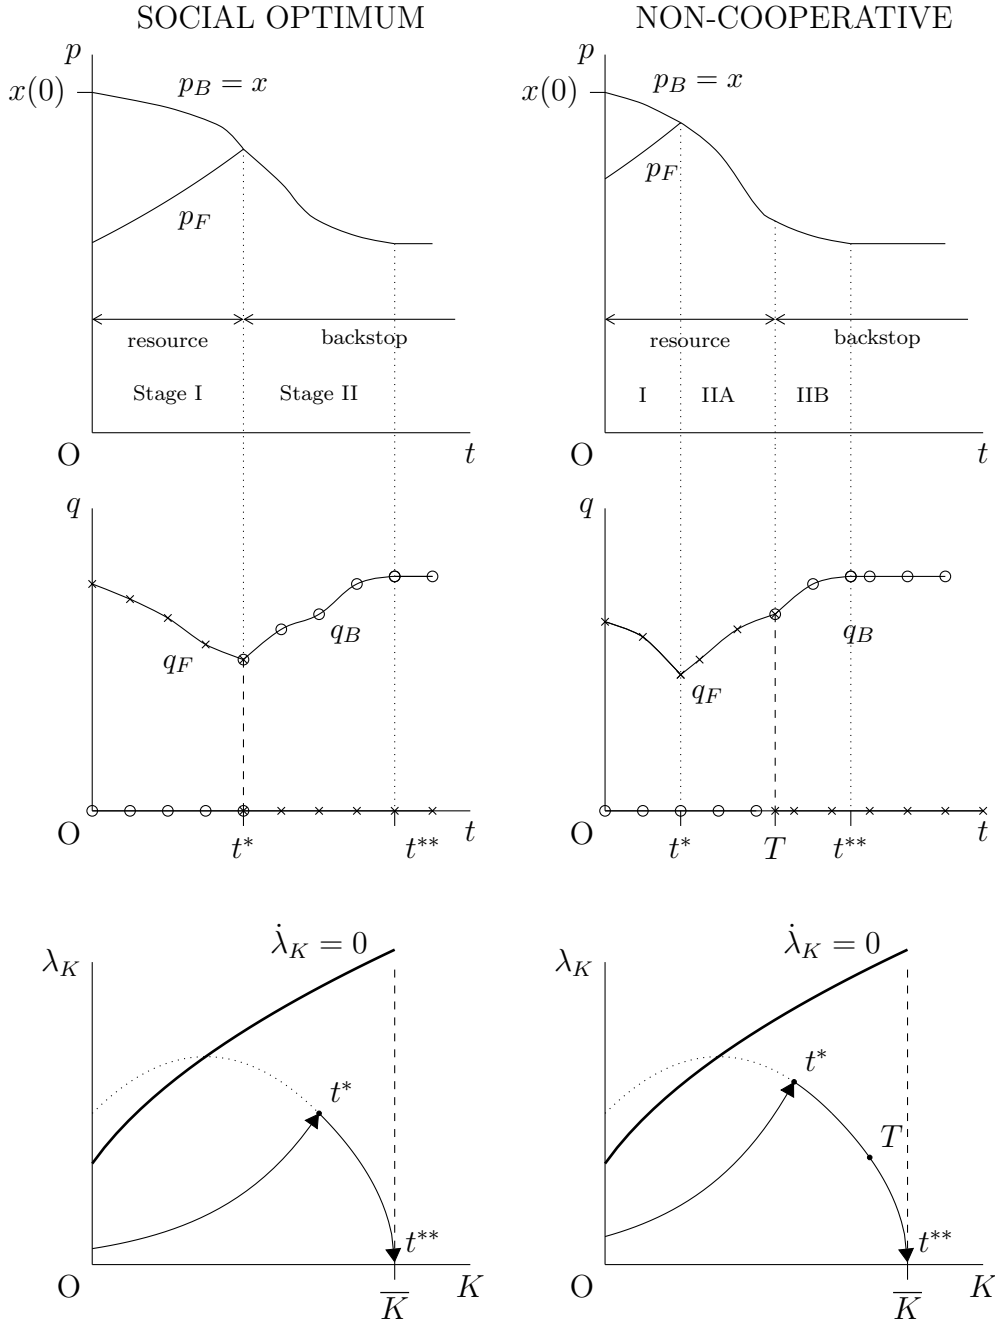 SOCIAL OPTIMUM
p
x(0)
p_B = x
p_F
resource
backstop
Stage I
Stage II
O
t
q
q_F
q_B
O
t
t*
t**
λ_K
λ̇_K = 0
t*
t**
O
K̅
K
NON-COOPERATIVE
p
x(0)
p_B = x
p_F
resource
backstop
I
IIA
IIB
O
t
q
q_F
q_B
O
t
t*
T
t**
λ_K
λ̇_K = 0
t*
T
t**
O
K̅
K